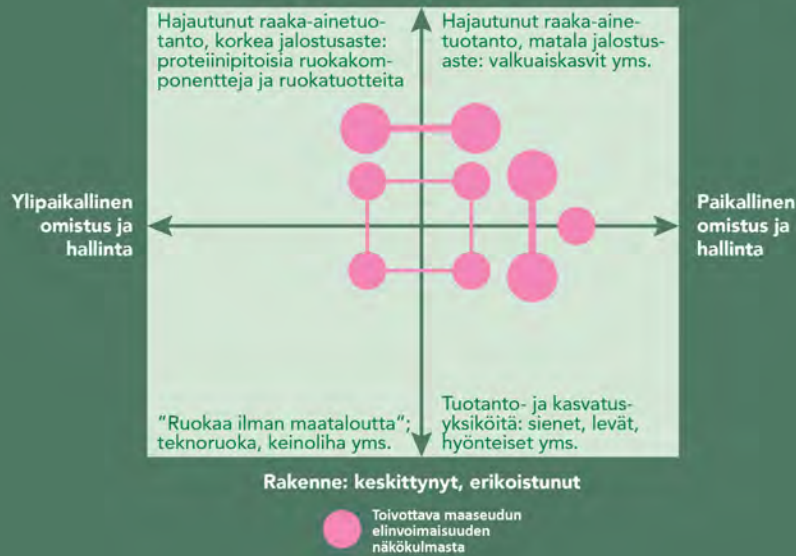 Hajautunut raaka-ainetuo-
tanto, korkea jalostusaste:
proteiinipitoisia ruokakom-
ponentteja ja ruokatuotteita
Hajautunut raaka-aine-
tuotanto, matala jalostus-
aste: valkuaiskasvit yms.
Ylipaikallinen
omistus ja
hallinta
Paikallinen
omistus ja
hallinta
“Ruokaa ilman maataloutta”;
teknoruoka, keinoliha yms.
Tuotanto- ja kasvatus-
yksiköitä: sienet, levät,
hyönteiset yms.
Rakenne: keskittynyt, erikoistunut
Toivottava maaseudun
elinvoimaisuuden
näkökulmasta